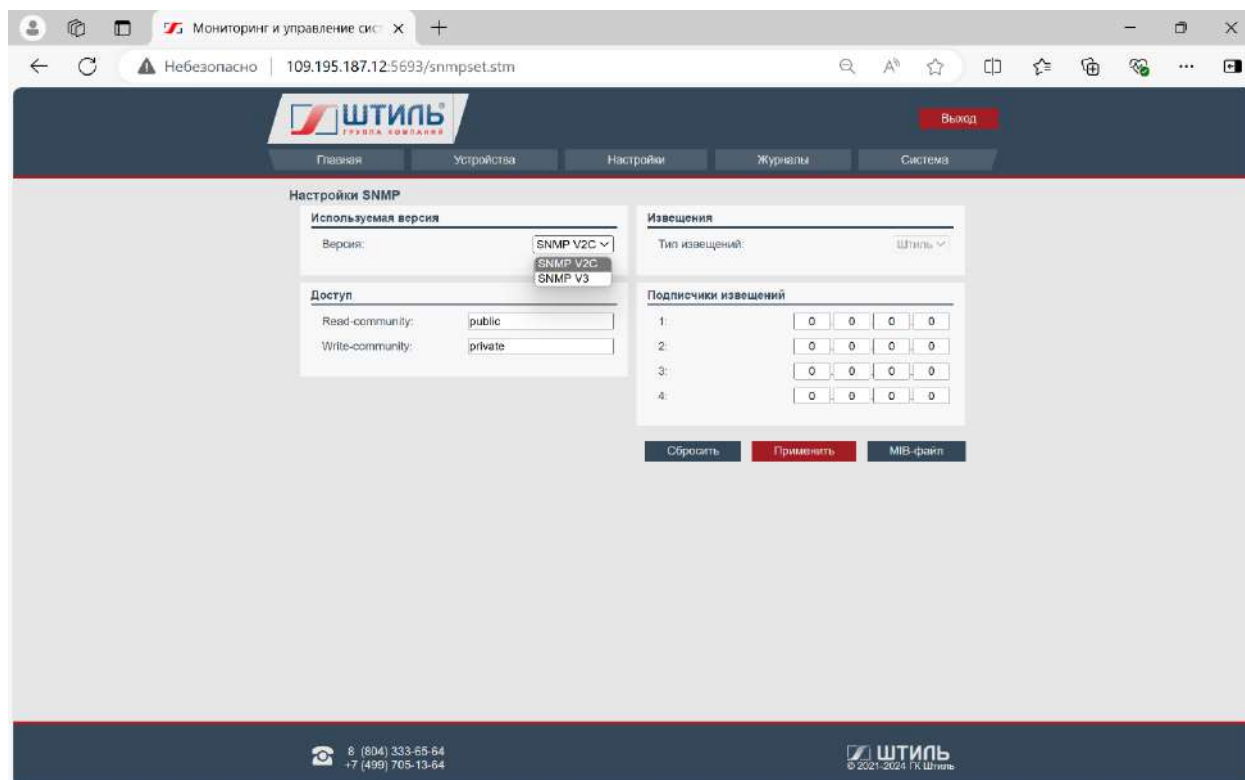 Мониторинг и управление сис
Небезопасно 109.195.187.12:5693/snmpset.stm
ШТИЛЬ
ГРУППА КОМПАНИЙ
Выход
Главная Устройства Настройки Журналы Система
Настройки SNMP
Используемая версия
Версия: SNMP V2C
SNMP V2C
SNMP V3
Доступ
Read-community: public
Write-community: private
Извещения
Тип извещений: Штиль
Подписчики извещений
1: 0 . 0 . 0 . 0
2: 0 . 0 . 0 . 0
3: 0 . 0 . 0 . 0
4: 0 . 0 . 0 . 0
Сбросить Применить MIB-файл
8 (804) 333-65-64
+7 (499) 705-13-64
ШТИЛЬ
© 2021-2024 ГК Штиль